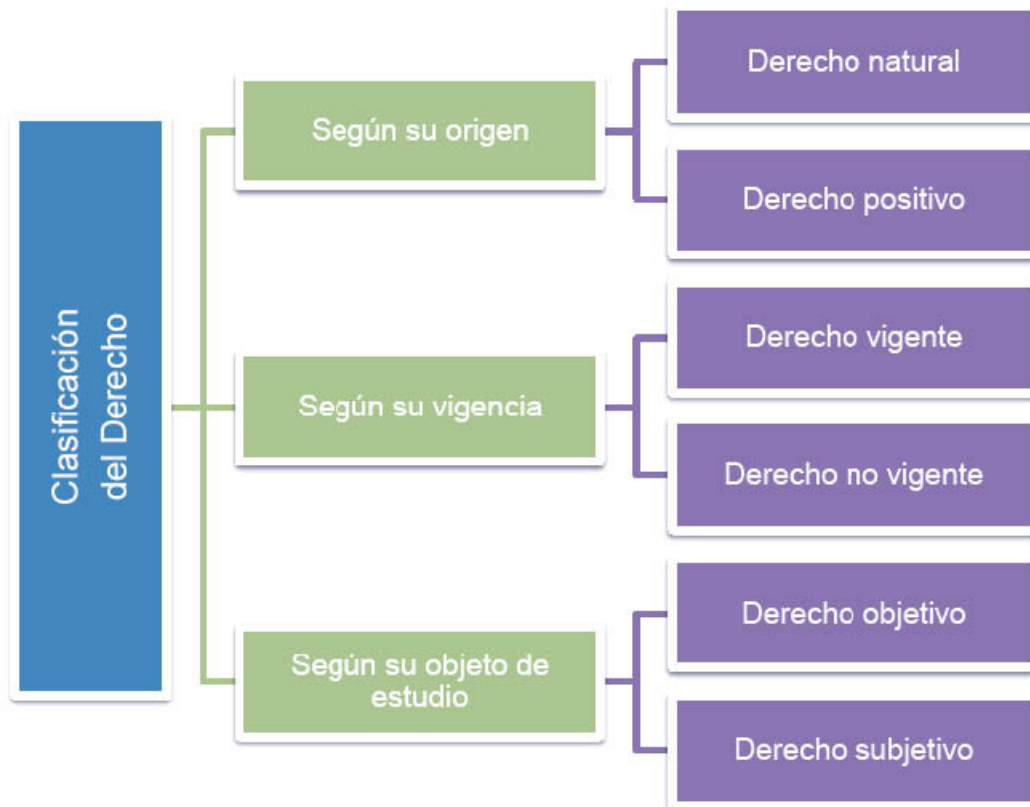 Clasificación
del Derecho
Según su origen
Derecho natural
Derecho positivo
Según su vigencia
Derecho vigente
Derecho no vigente
Según su objeto de
estudio
Derecho objetivo
Derecho subjetivo